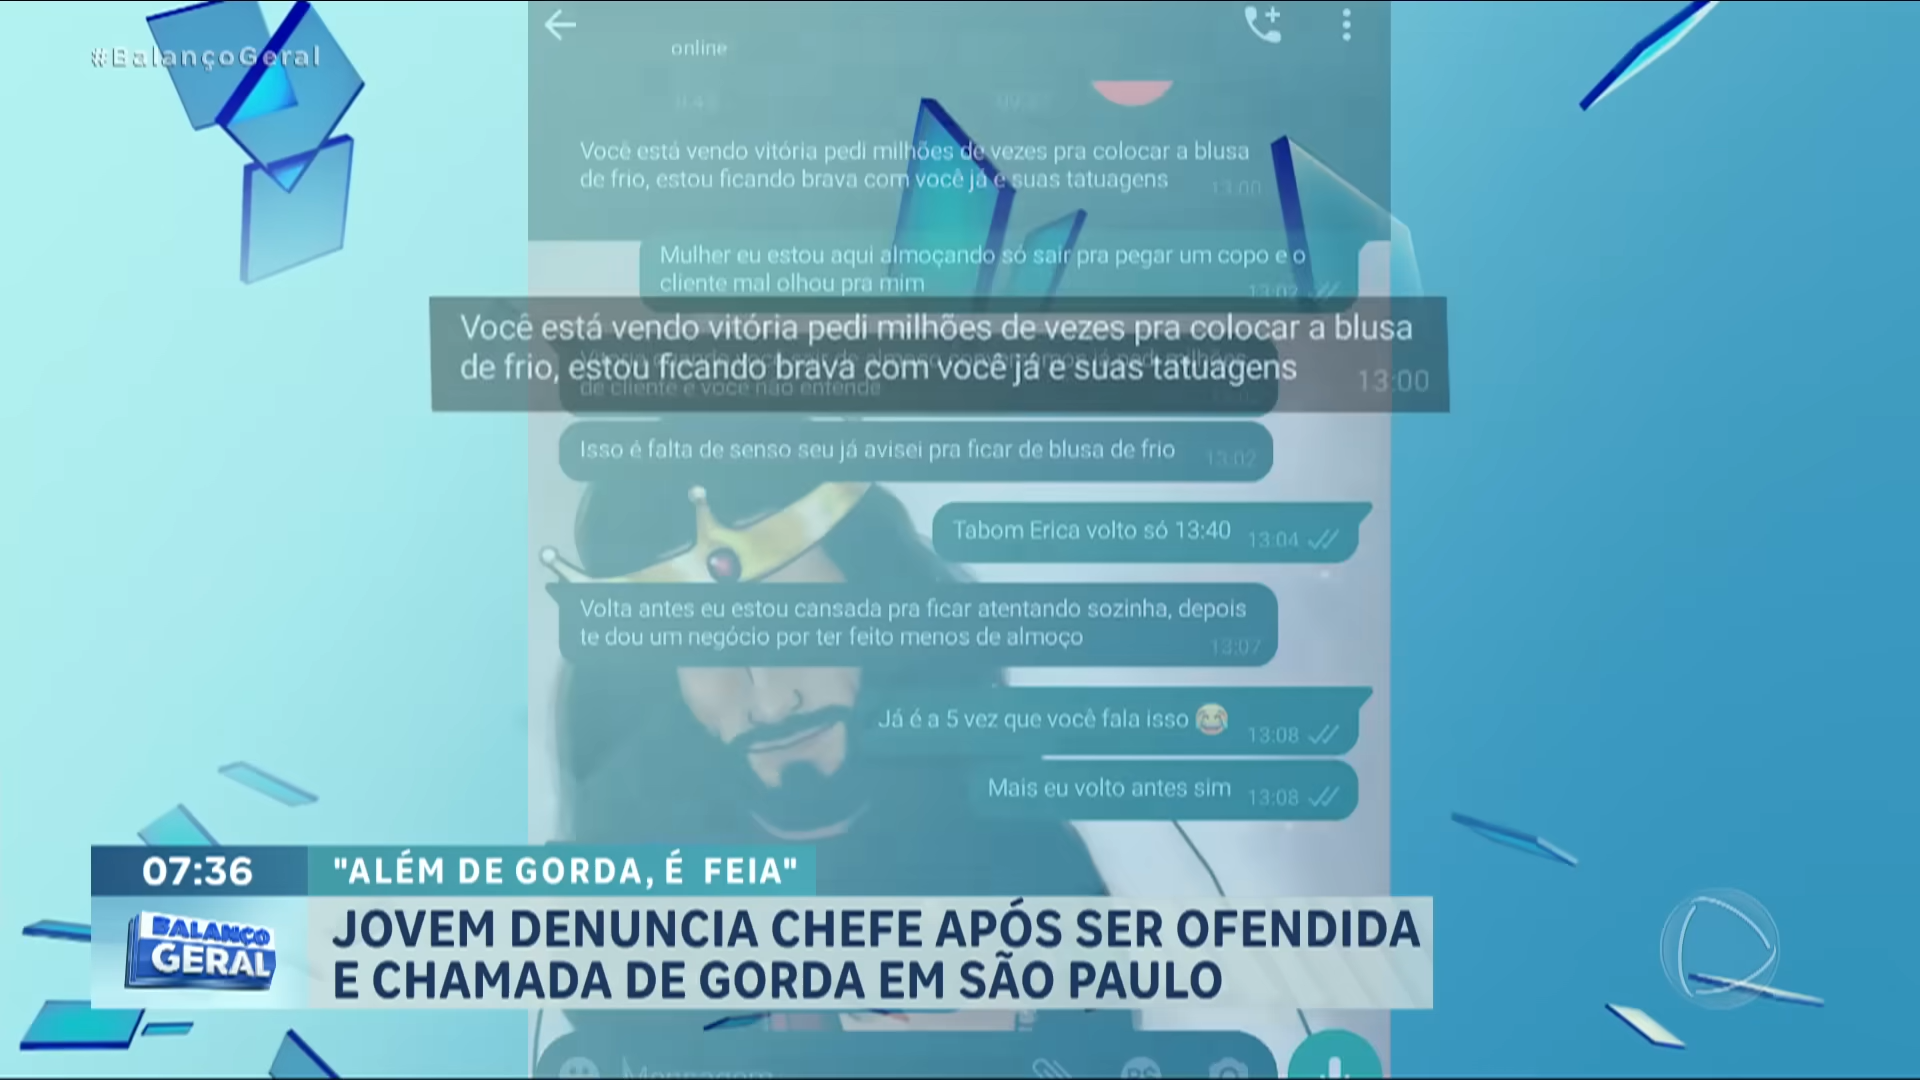 #BalançoGeral
online
Você está vendo vitória pedi milhões de vezes pra colocar a blusa
de frio, estou ficando brava com você já e suas tatuagens 13:00
Mulher eu estou aqui almoçando só sair pra pegar um copo e o
cliente mal olhou pra mim 13:02
Você está vendo vitória pedi milhões de vezes pra colocar a blusa
de frio, estou ficando brava com você já e suas tatuagens 13:00
de cliente e você não entende
Isso é falta de senso seu já avisei pra ficar de blusa de frio 13:02
Tabom Erica volto só 13:40 13:04
Volta antes eu estou cansada pra ficar atentando sozinha, depois
te dou um negócio por ter feito menos de almoço 13:07
Já é a 5 vez que você fala isso 😂 13:08
Mais eu volto antes sim 13:08
07:36 "ALÉM DE GORDA, É FEIA"
BALANÇO
GERAL
JOVEM DENUNCIA CHEFE APÓS SER OFENDIDA
E CHAMADA DE GORDA EM SÃO PAULO
Mensagem